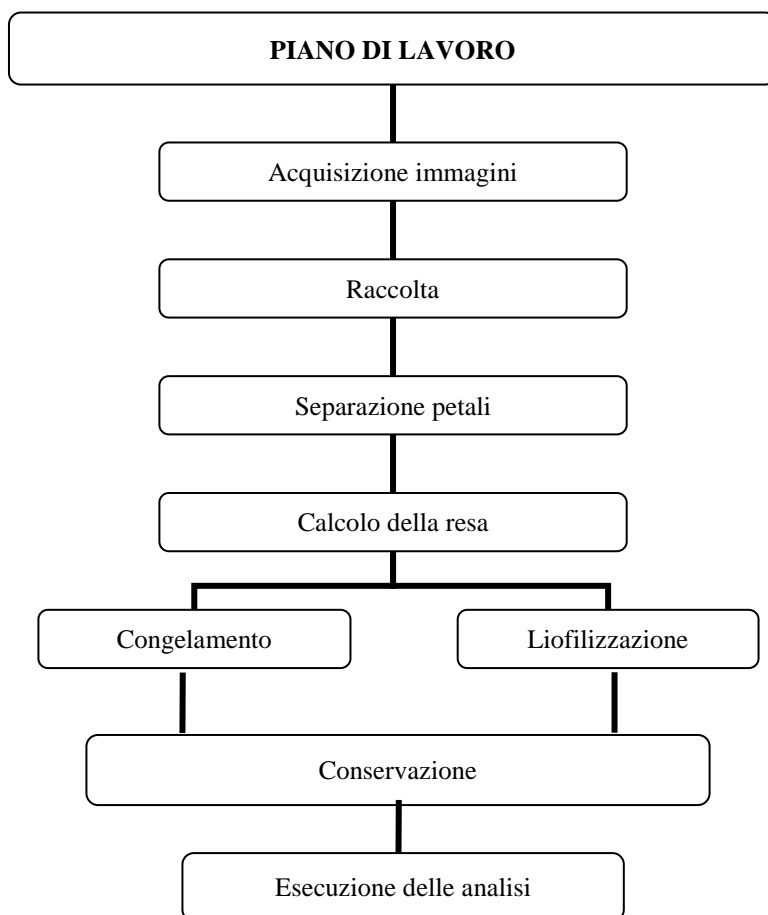 PIANO DI LAVORO
Acquisizione immagini
Raccolta
Separazione petali
Calcolo della resa
Congelamento
Liofilizzazione
Conservazione
Esecuzione delle analisi